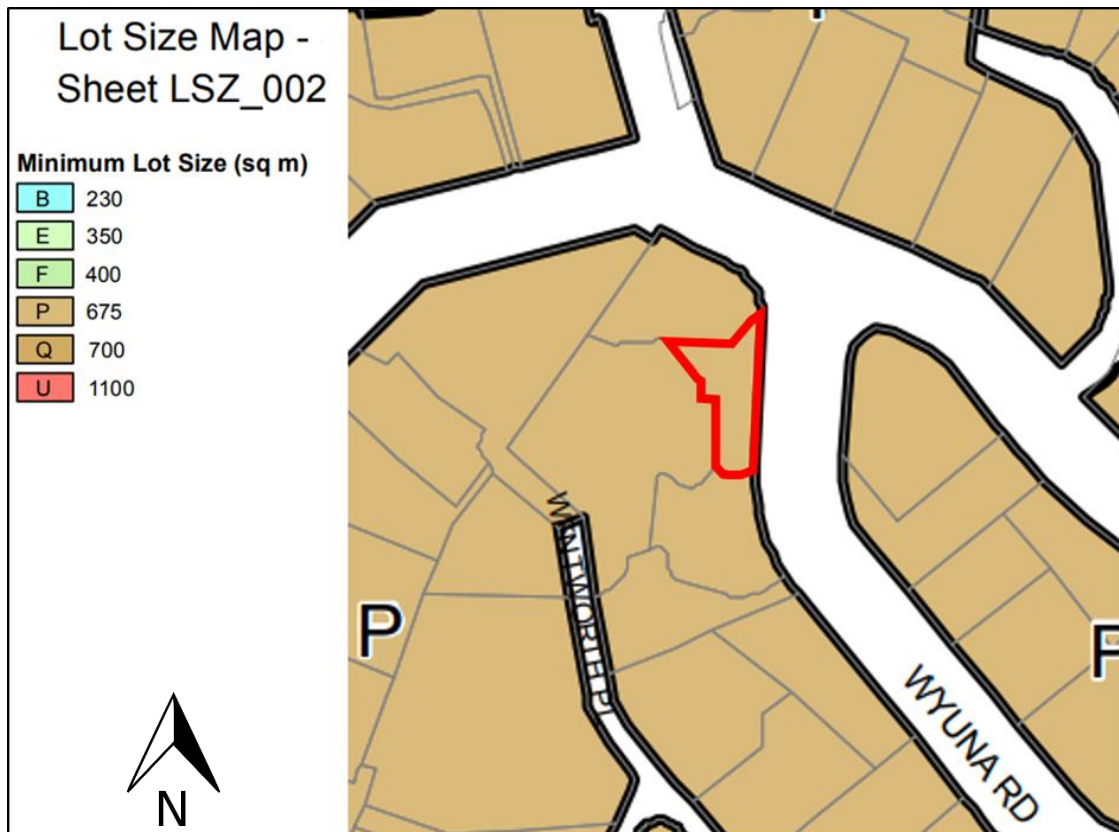 Lot Size Map -
Sheet LSZ_002
Minimum Lot Size (sq m)
B 230
E 350
F 400
P 675
Q 700
U 1100
N
WENTWORTH PL
P
P
WYUNA RD